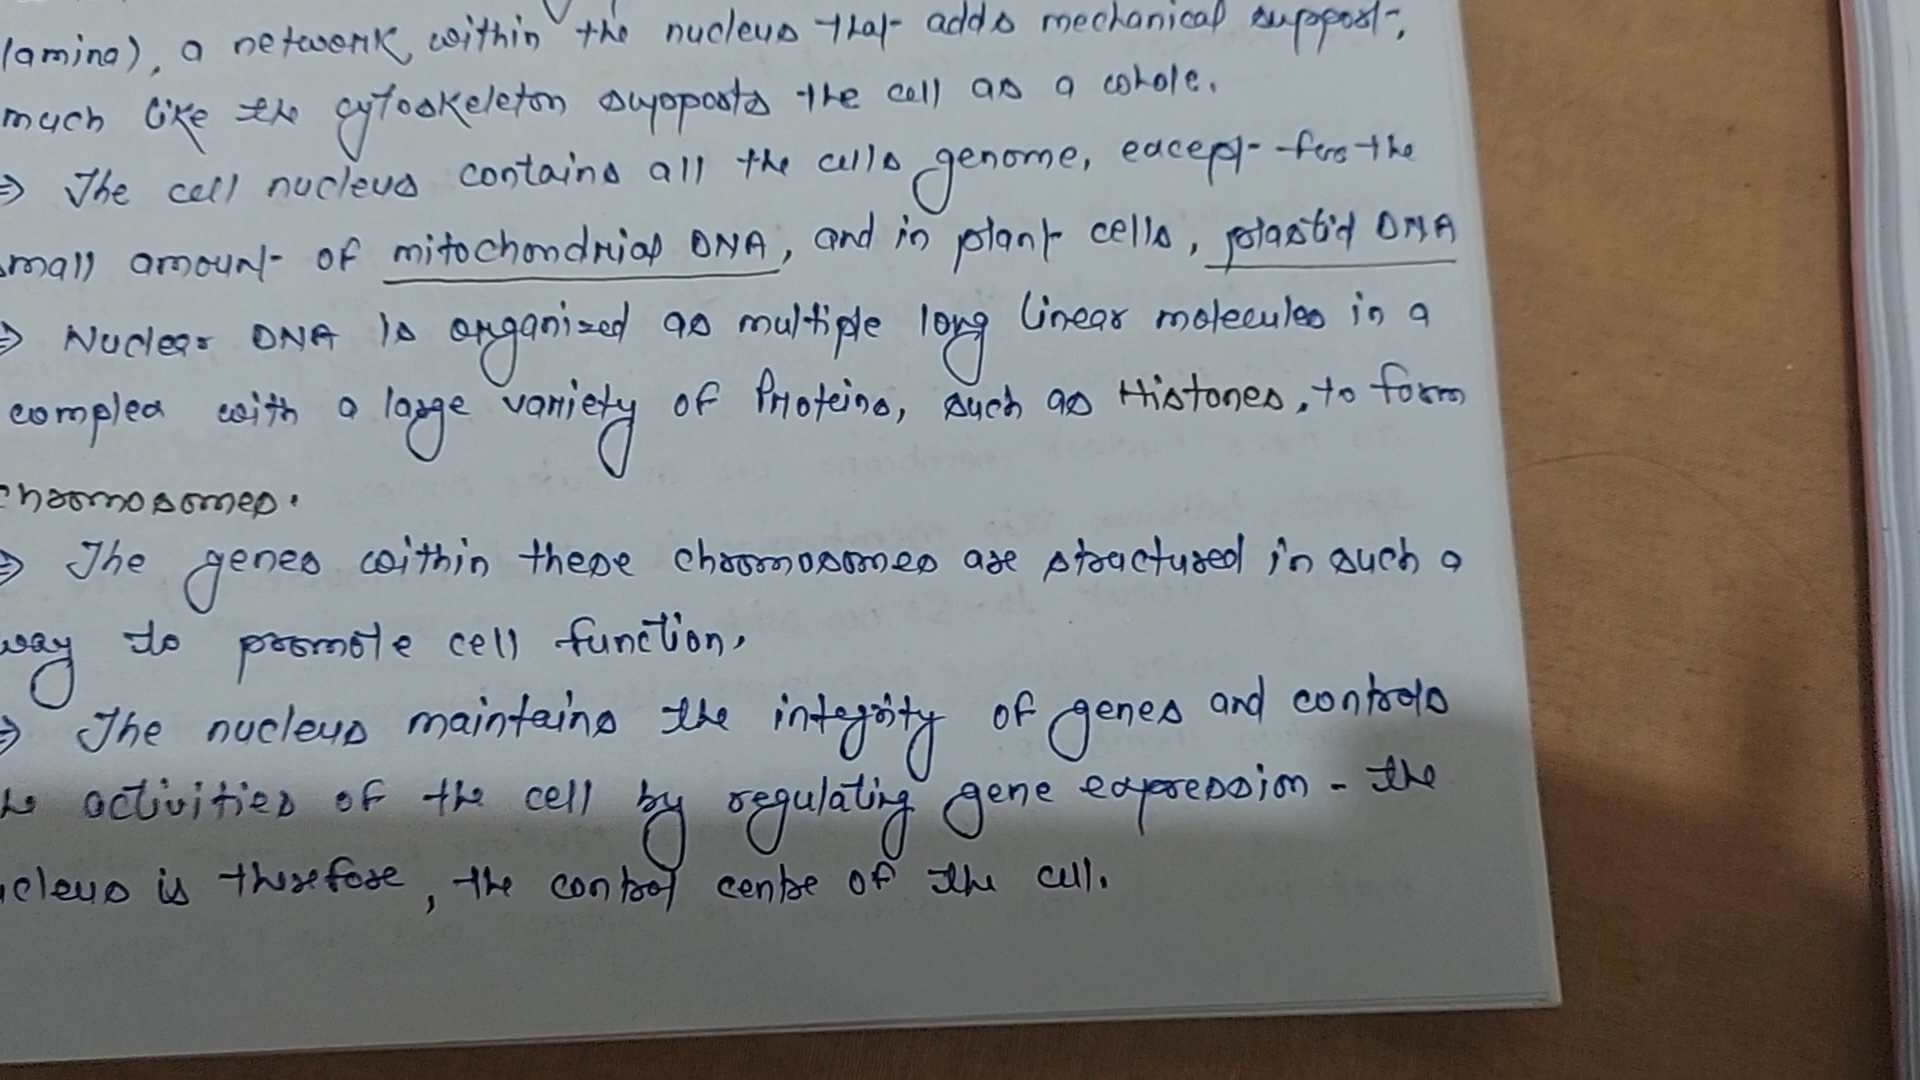 lamina), a network within the nucleus that adds mechanical support,
much like the cytoskeleton supports the cell as a whole.
⇒ The cell nucleus contains all the cells genome, except for the
small amount of mitochondrial DNA, and in plant cells, plastid DNA
⇒ Nuclear DNA is organized as multiple long linear molecules in a
complex with a large variety of Proteins, such as Histones, to form
chromosomes.
⇒ The genes within these chromosomes are structured in such a
way to promote cell function.
⇒ The nucleus maintains the integrity of genes and controls
the activities of the cell by regulating gene expression - the
nucleus is therefore, the control centre of the cell.